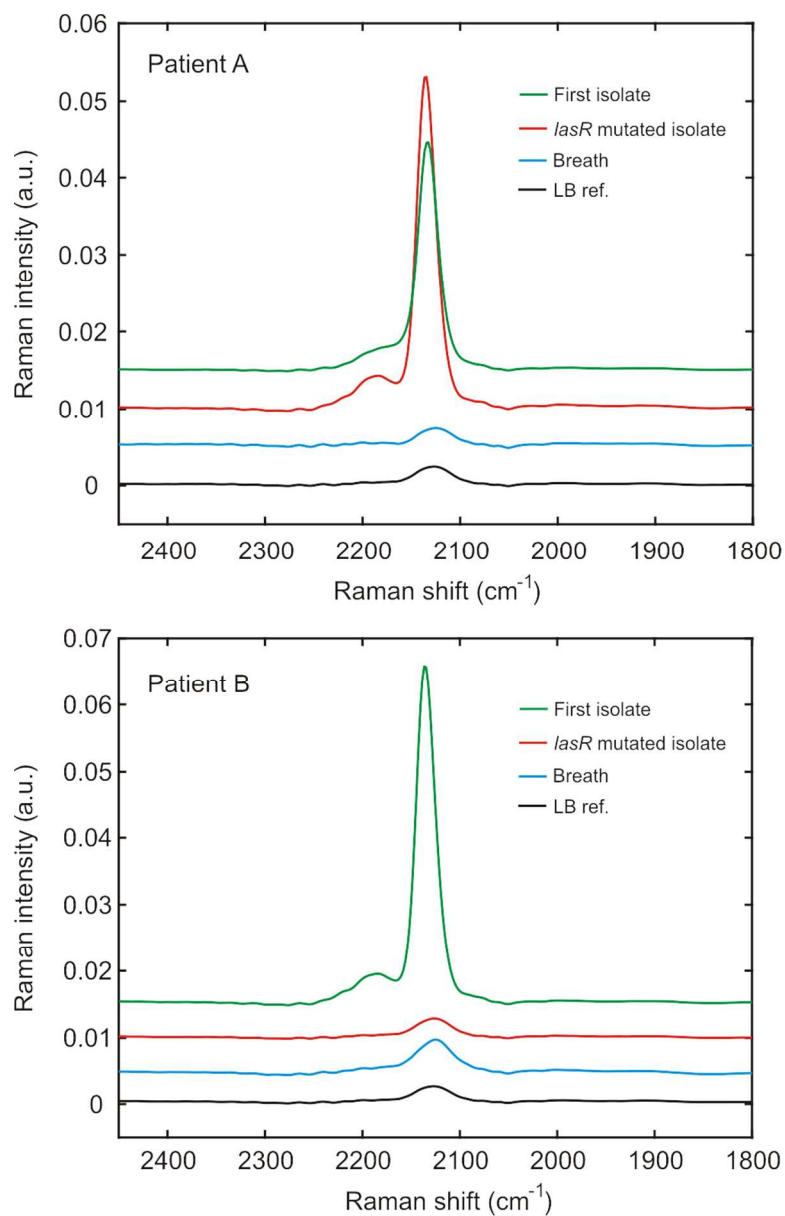 0.06
Patient A
0.05
First isolate
lasR mutated isolate
0.04
Breath
LB ref.
0.03
0.02
0.01
0
Raman intensity (a.u.)
2400 2300 2200 2100 2000 1900 1800
Raman shift (cm-1)
0.07
Patient B
0.06
First isolate
lasR mutated isolate
0.05
Breath
LB ref.
0.04
0.03
0.02
0.01
0
Raman intensity (a.u.)
2400 2300 2200 2100 2000 1900 1800
Raman shift (cm-1)